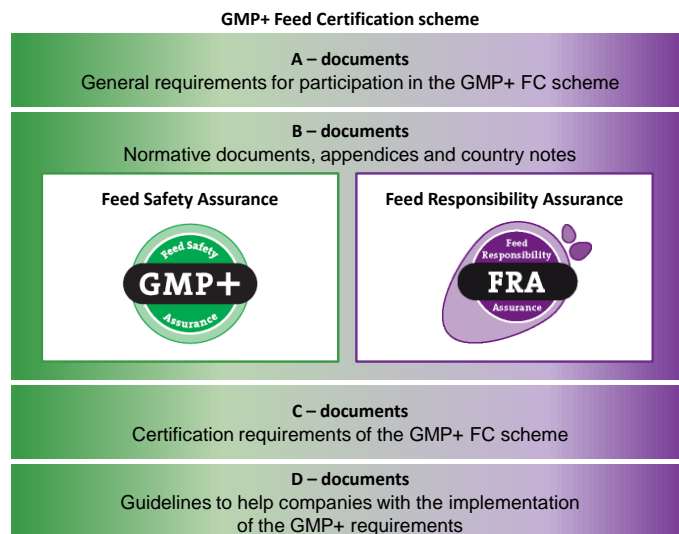 GMP+ Feed Certification scheme
A – documents
General requirements for participation in the GMP+ FC scheme
B – documents
Normative documents, appendices and country notes
Feed Safety Assurance
Feed Safety
GMP+
Assurance
Feed Responsibility Assurance
Feed
Responsibility
FRA
Assurance
C – documents
Certification requirements of the GMP+ FC scheme
D – documents
Guidelines to help companies with the implementation
of the GMP+ requirements